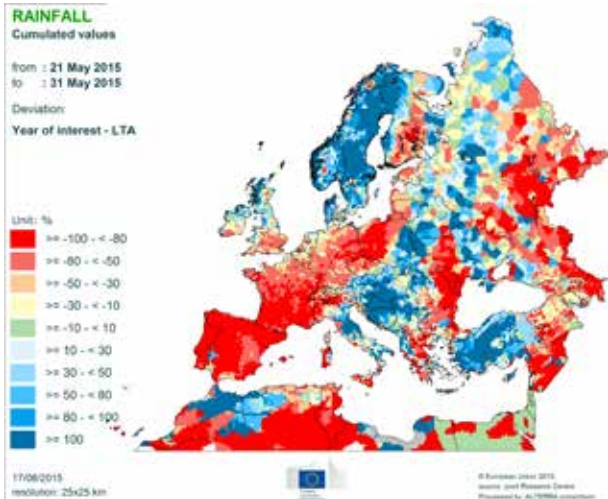 RAINFALL
Cumulated values
from : 21 May 2015
to : 31 May 2015
Deviation:
Year of interest - LTA
Unit: %
>= -100 - < -80
>= -80 - < -50
>= -50 - < -30
>= -30 - < -10
>= -10 - < 10
>= 10 - < 30
>= 30 - < 50
>= 50 - < 80
>= 80 - < 100
>= 100
17/06/2015
resolution: 25x25 km
© European Union 2015
source: Joint Research Centre
Processed by